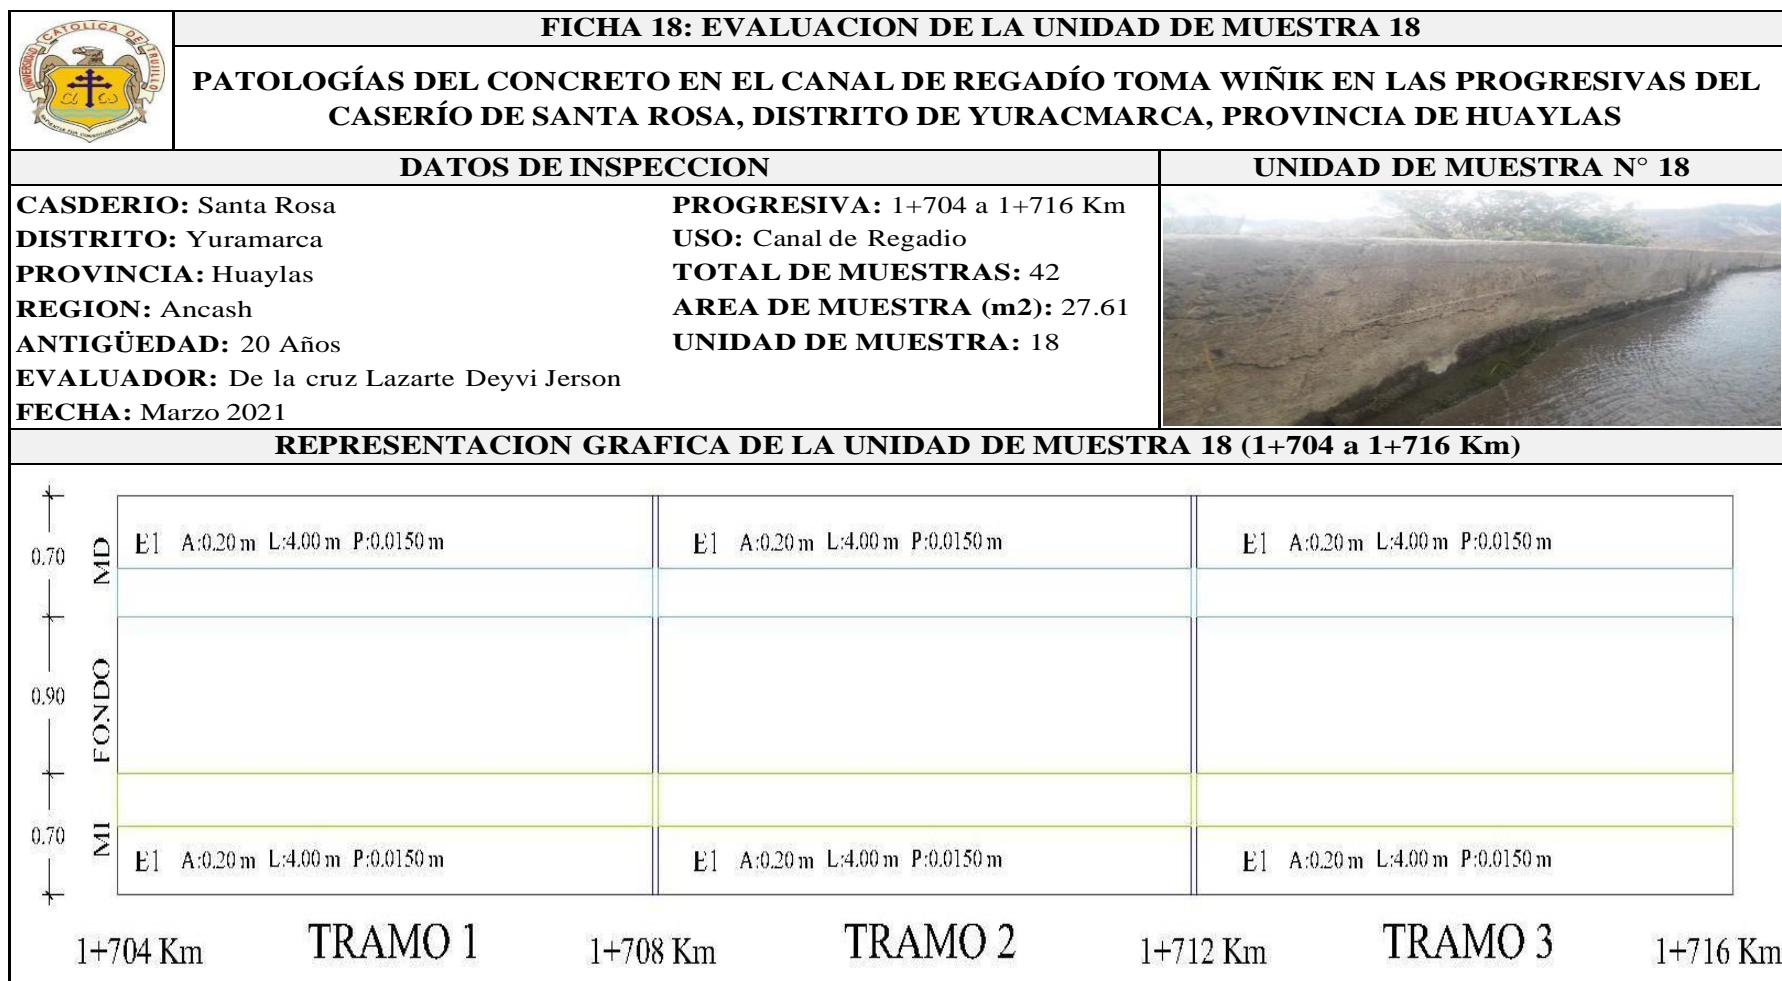 FICHA 18: EVALUACION DE LA UNIDAD DE MUESTRA 18
PATOLOGÍAS DEL CONCRETO EN EL CANAL DE REGADÍO TOMA WIÑIK EN LAS PROGRESIVAS DEL
CASERÍO DE SANTA ROSA, DISTRITO DE YURACMARCA, PROVINCIA DE HUAYLAS
DATOS DE INSPECCION
UNIDAD DE MUESTRA N° 18
CASDERIO: Santa Rosa
DISTRITO: Yuramarca
PROVINCIA: Huaylas
REGION: Ancash
ANTIGÜEDAD: 20 Años
EVALUADOR: De la cruz Lazarte Deyvi Jerson
FECHA: Marzo 2021
PROGRESIVA: 1+704 a 1+716 Km
USO: Canal de Regadio
TOTAL DE MUESTRAS: 42
AREA DE MUESTRA (m2): 27.61
UNIDAD DE MUESTRA: 18
REPRESENTACION GRAFICA DE LA UNIDAD DE MUESTRA 18 (1+704 a 1+716 Km)
0.70 MD E1 A:0.20 m L:4.00 m P:0.0150 m E1 A:0.20 m L:4.00 m P:0.0150 m E1 A:0.20 m L:4.00 m P:0.0150 m
0.90 FONDO
0.70 MI E1 A:0.20 m L:4.00 m P:0.0150 m E1 A:0.20 m L:4.00 m P:0.0150 m E1 A:0.20 m L:4.00 m P:0.0150 m
1+704 Km TRAMO 1 1+708 Km TRAMO 2 1+712 Km TRAMO 3 1+716 Km